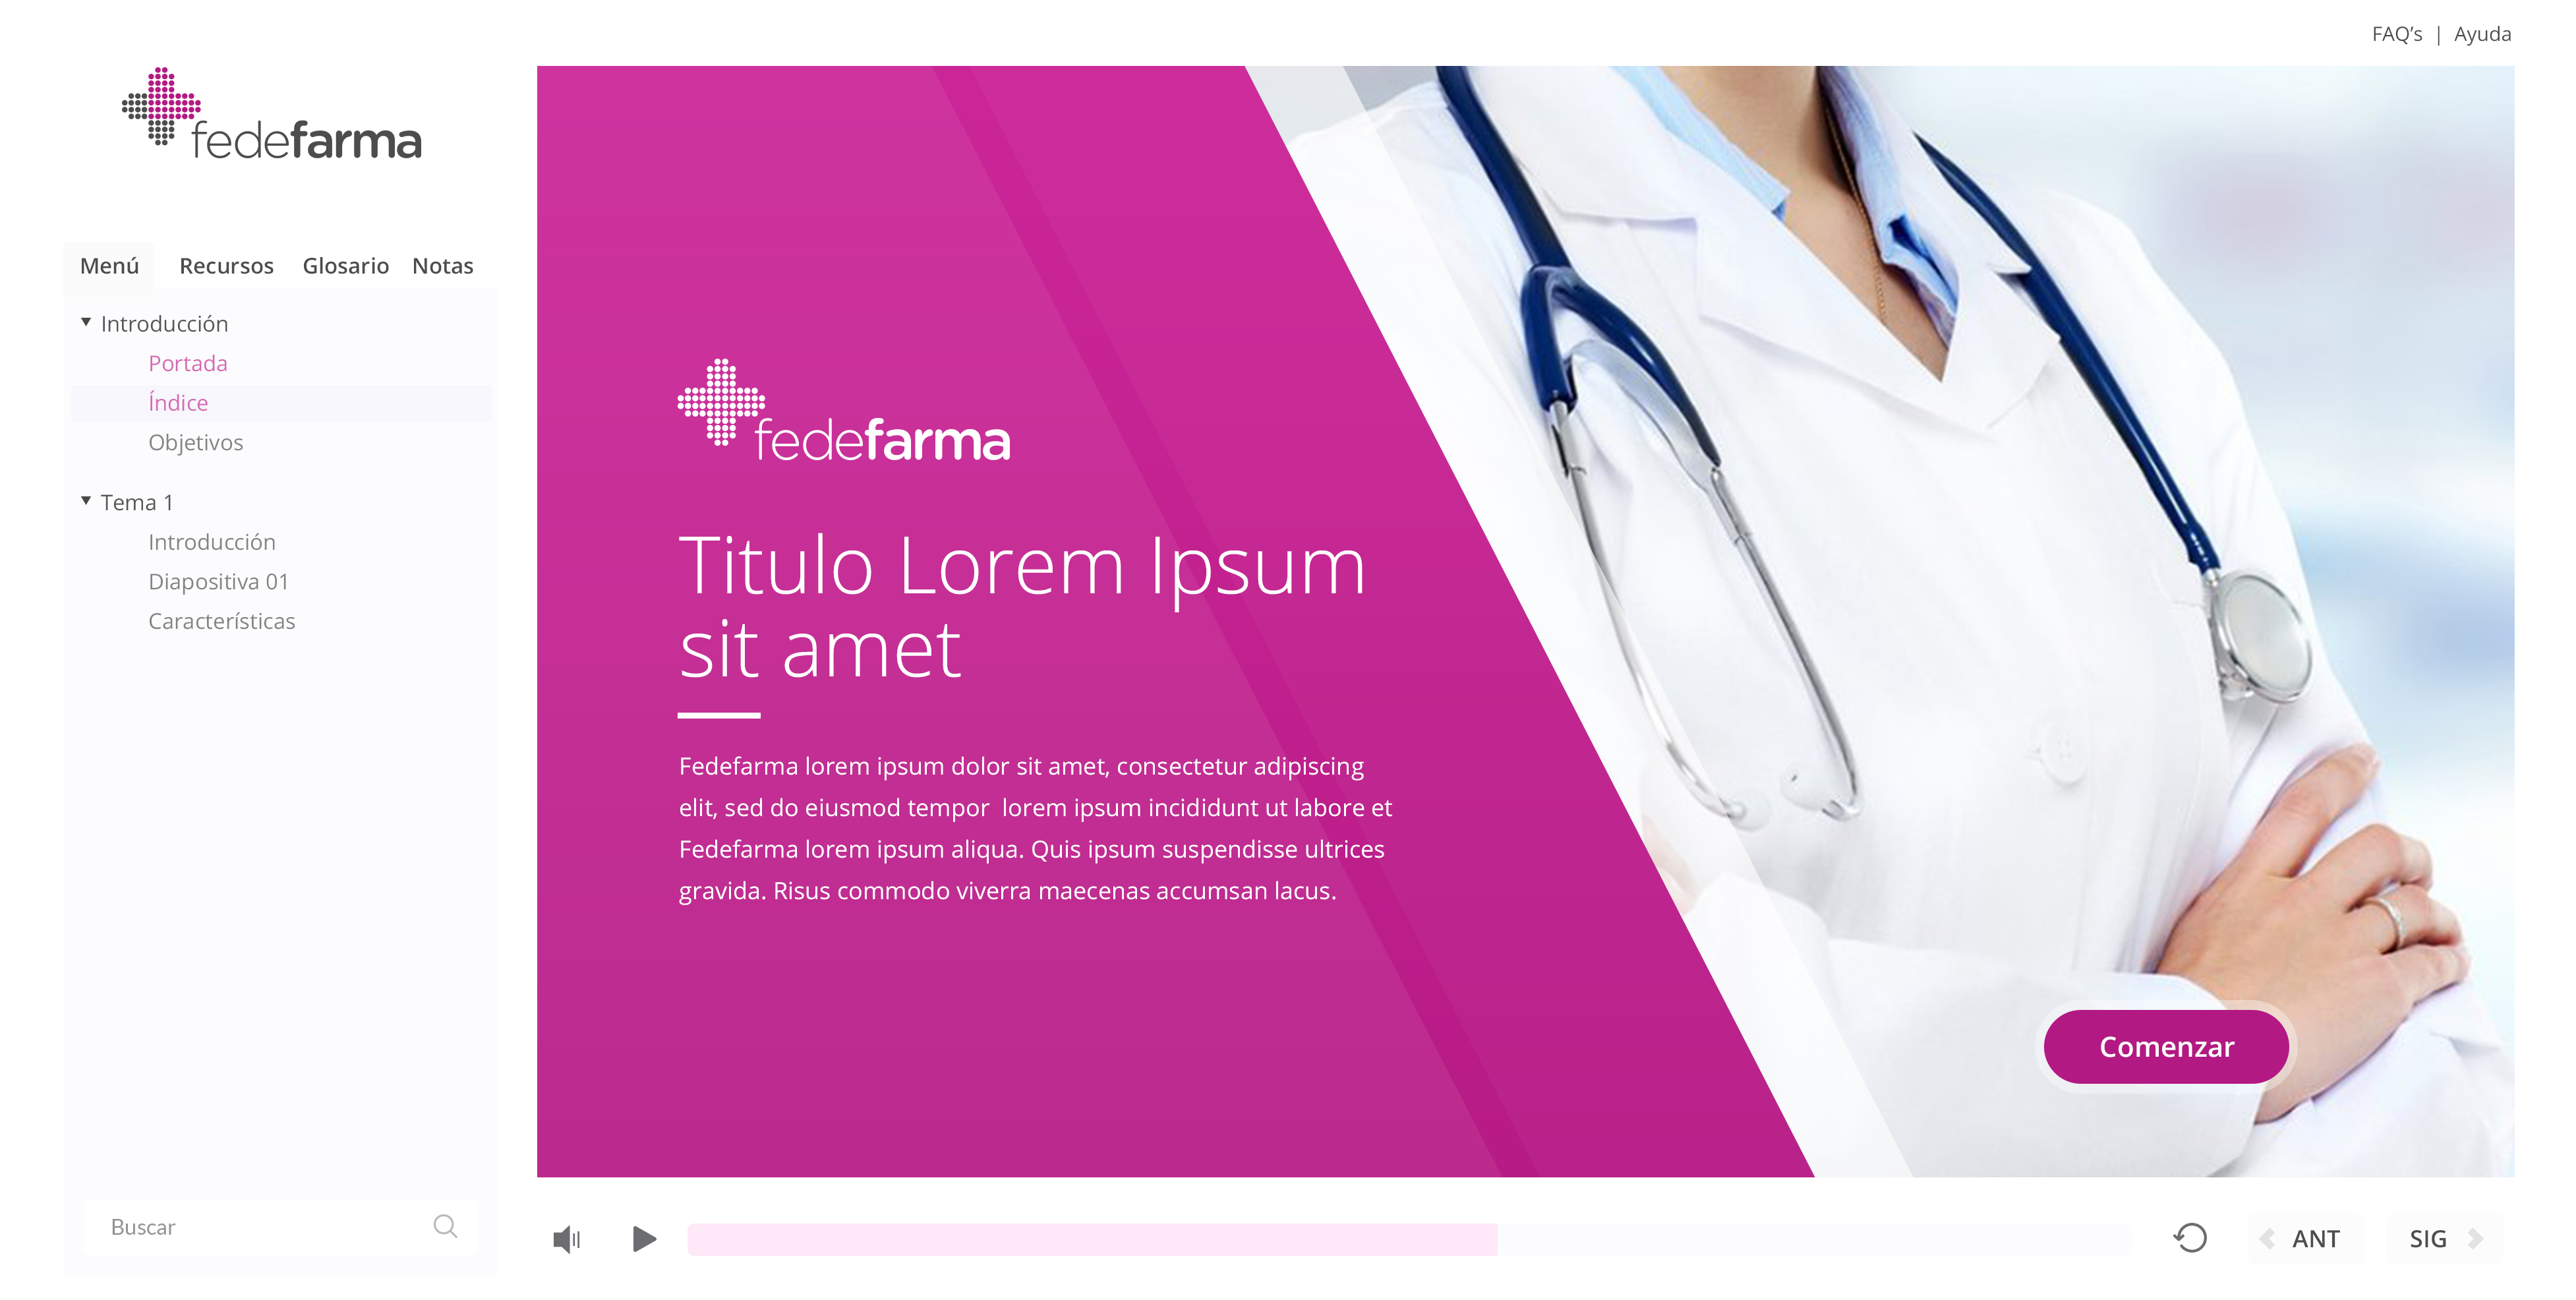 FAQ’s | Ayuda
fedefarma
Menú Recursos Glosario Notas
Introducción
Portada
Índice
Objetivos
Tema 1
Introducción
Diapositiva 01
Características
Buscar
fedefarma
Titulo Lorem Ipsum
sit amet
Fedefarma lorem ipsum dolor sit amet, consectetur adipiscing
elit, sed do eiusmod tempor  lorem ipsum incididunt ut labore et
Fedefarma lorem ipsum aliqua. Quis ipsum suspendisse ultrices
gravida. Risus commodo viverra maecenas accumsan lacus.
Comenzar
ANT SIG